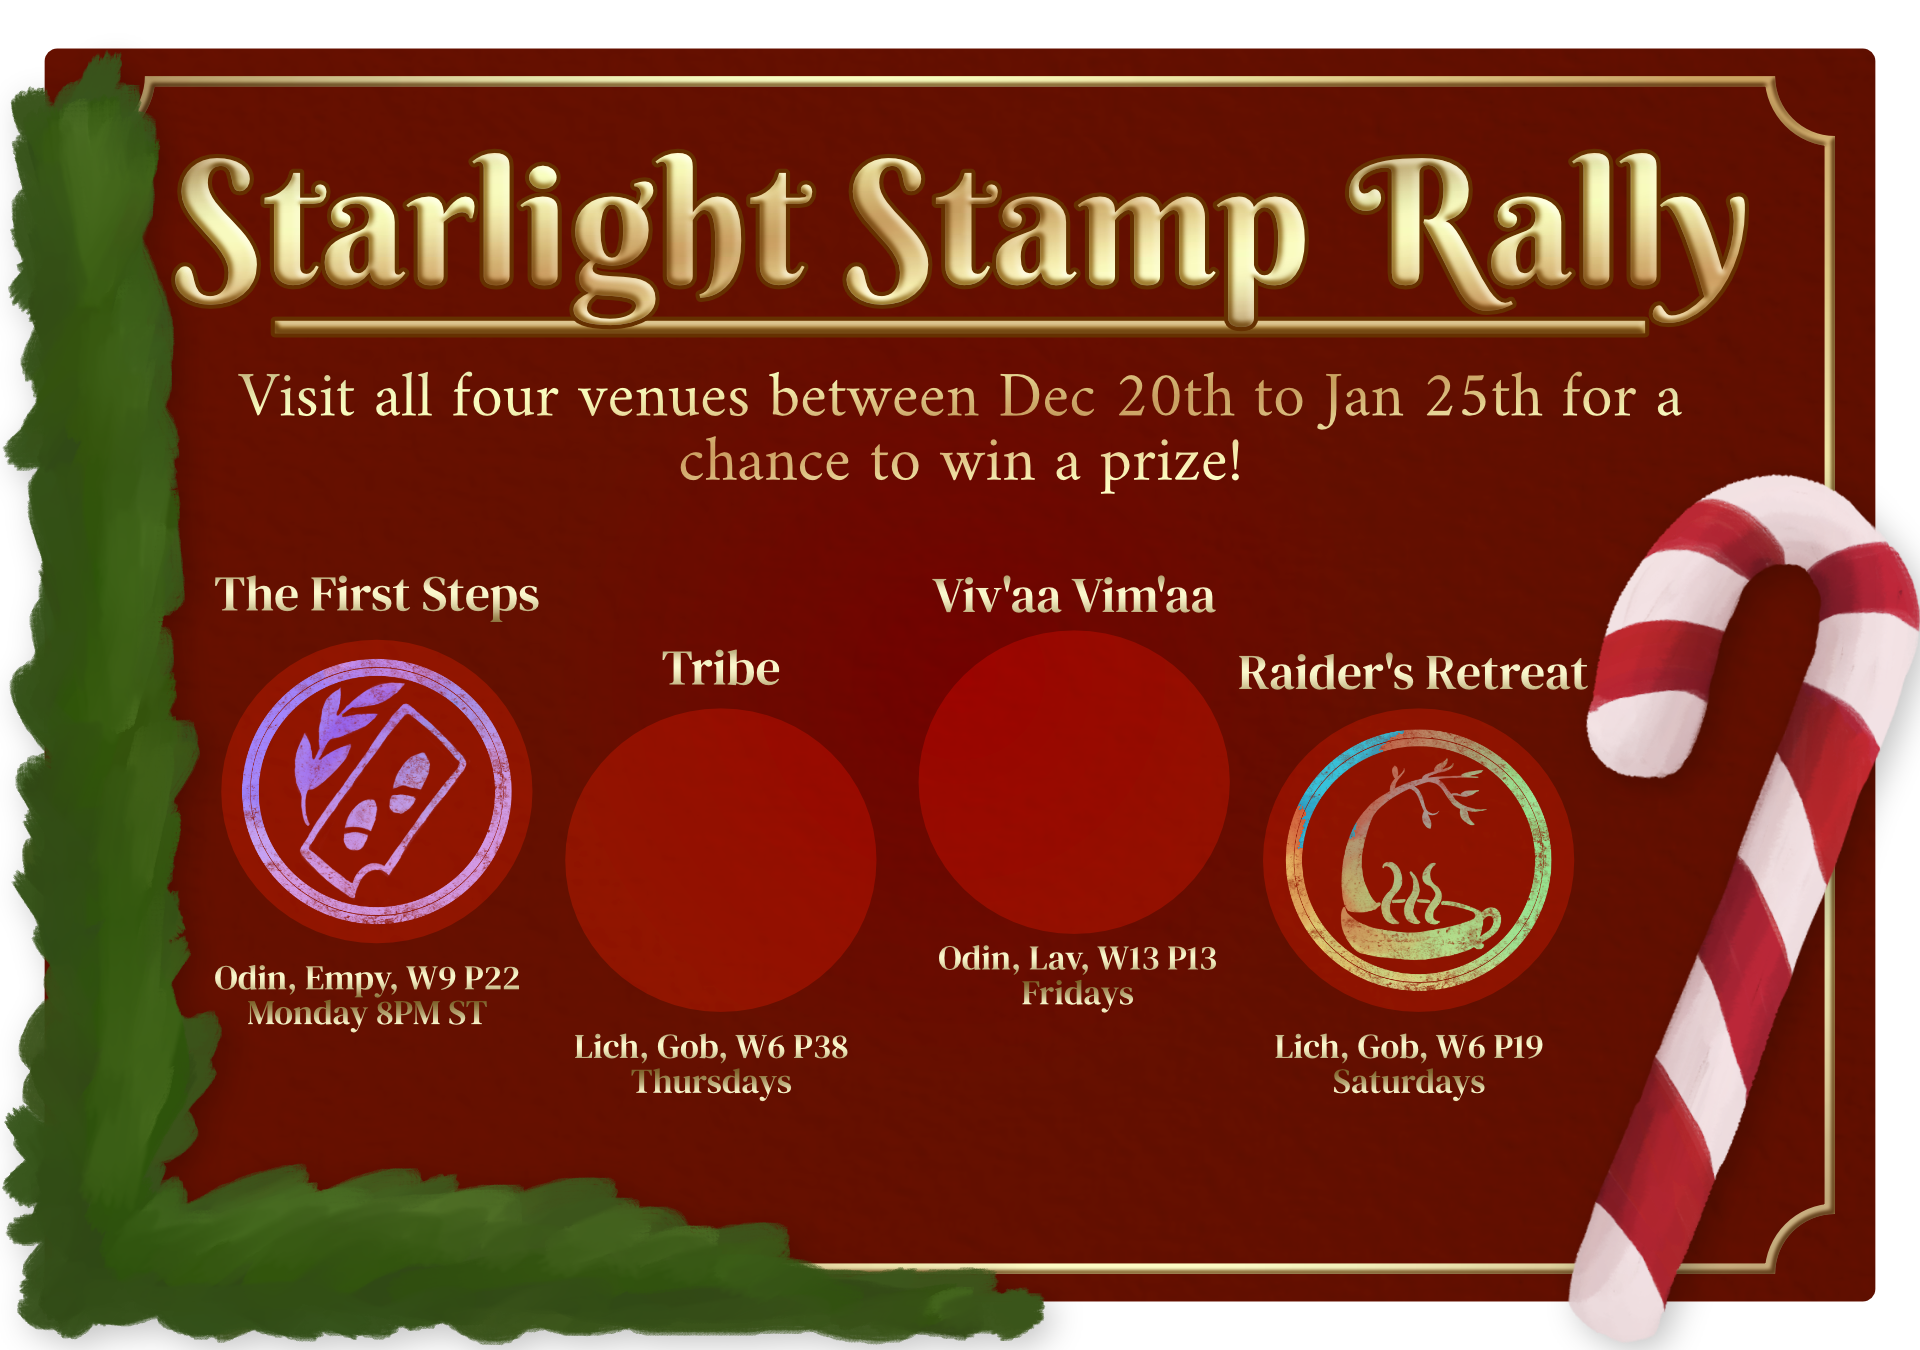 Starlight Stamp Rally
Visit all four venues between Dec 20th to Jan 25th for a
chance to win a prize!
The First Steps
Odin, Empy, W9 P22
Monday 8PM ST
Tribe
Lich, Gob, W6 P38
Thursdays
Viv'aa Vim'aa
Odin, Lav, W13 P13
Fridays
Raider's Retreat
Lich, Gob, W6 P19
Saturdays